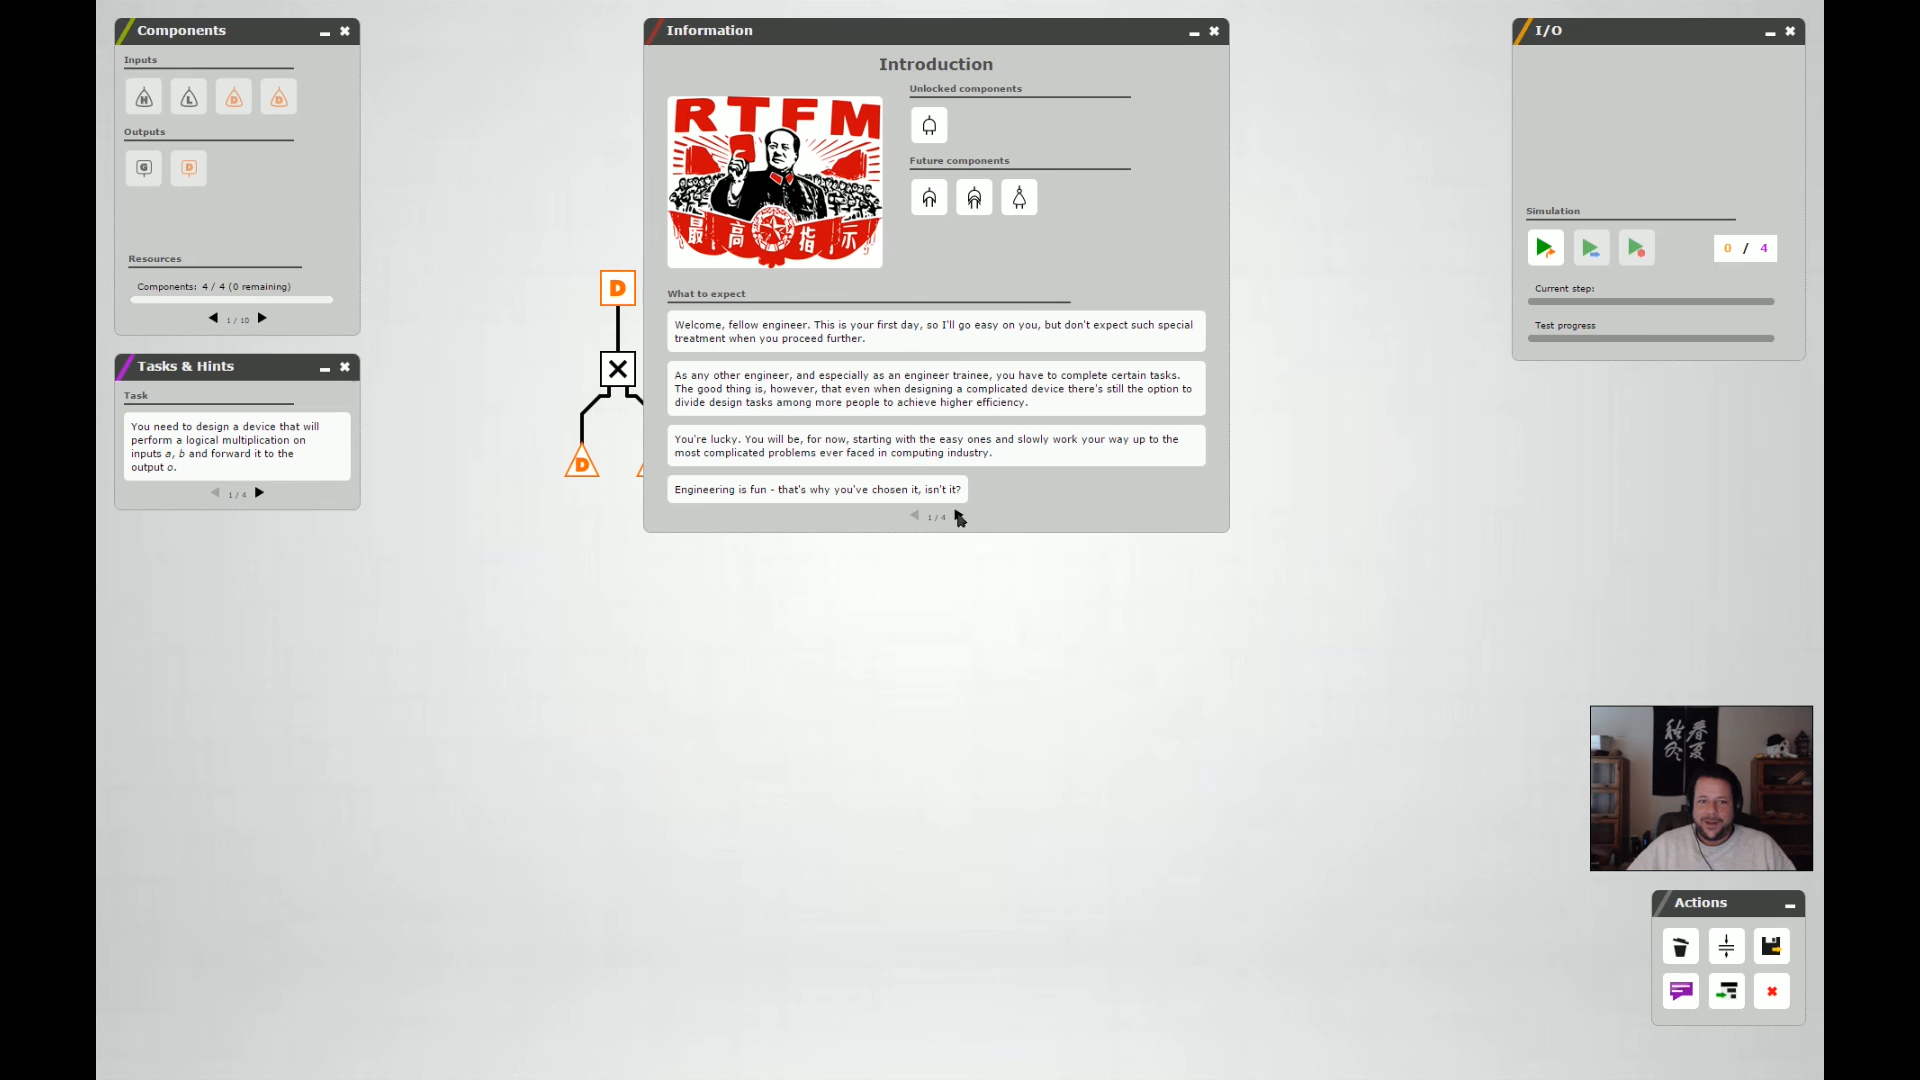 Components
Inputs
H L D D
Outputs
G D
Resources
Components: 4 / 4 (0 remaining)
1 / 10
Tasks & Hints
Task
You need to design a device that will
perform a logical multiplication on
inputs a, b and forward it to the
output o.
1 / 4
D
D
Information
Introduction
RTFM
最高指示
Unlocked components
Future components
What to expect
Welcome, fellow engineer. This is your first day, so I'll go easy on you, but don't expect such special
treatment when you proceed further.
As any other engineer, and especially as an engineer trainee, you have to complete certain tasks.
The good thing is, however, that even when designing a complicated device there's still the option to
divide design tasks among more people to achieve higher efficiency.
You're lucky. You will be, for now, starting with the easy ones and slowly work your way up to the
most complicated problems ever faced in computing industry.
Engineering is fun - that's why you've chosen it, isn't it?
1 / 4
I/O
Simulation
0 / 4
Current step:
Test progress
春夏
秋冬
Actions